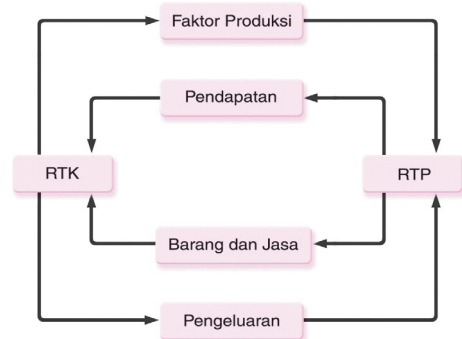 Faktor Produksi
Pendapatan
RTK
RTP
Barang dan Jasa
Pengeluaran